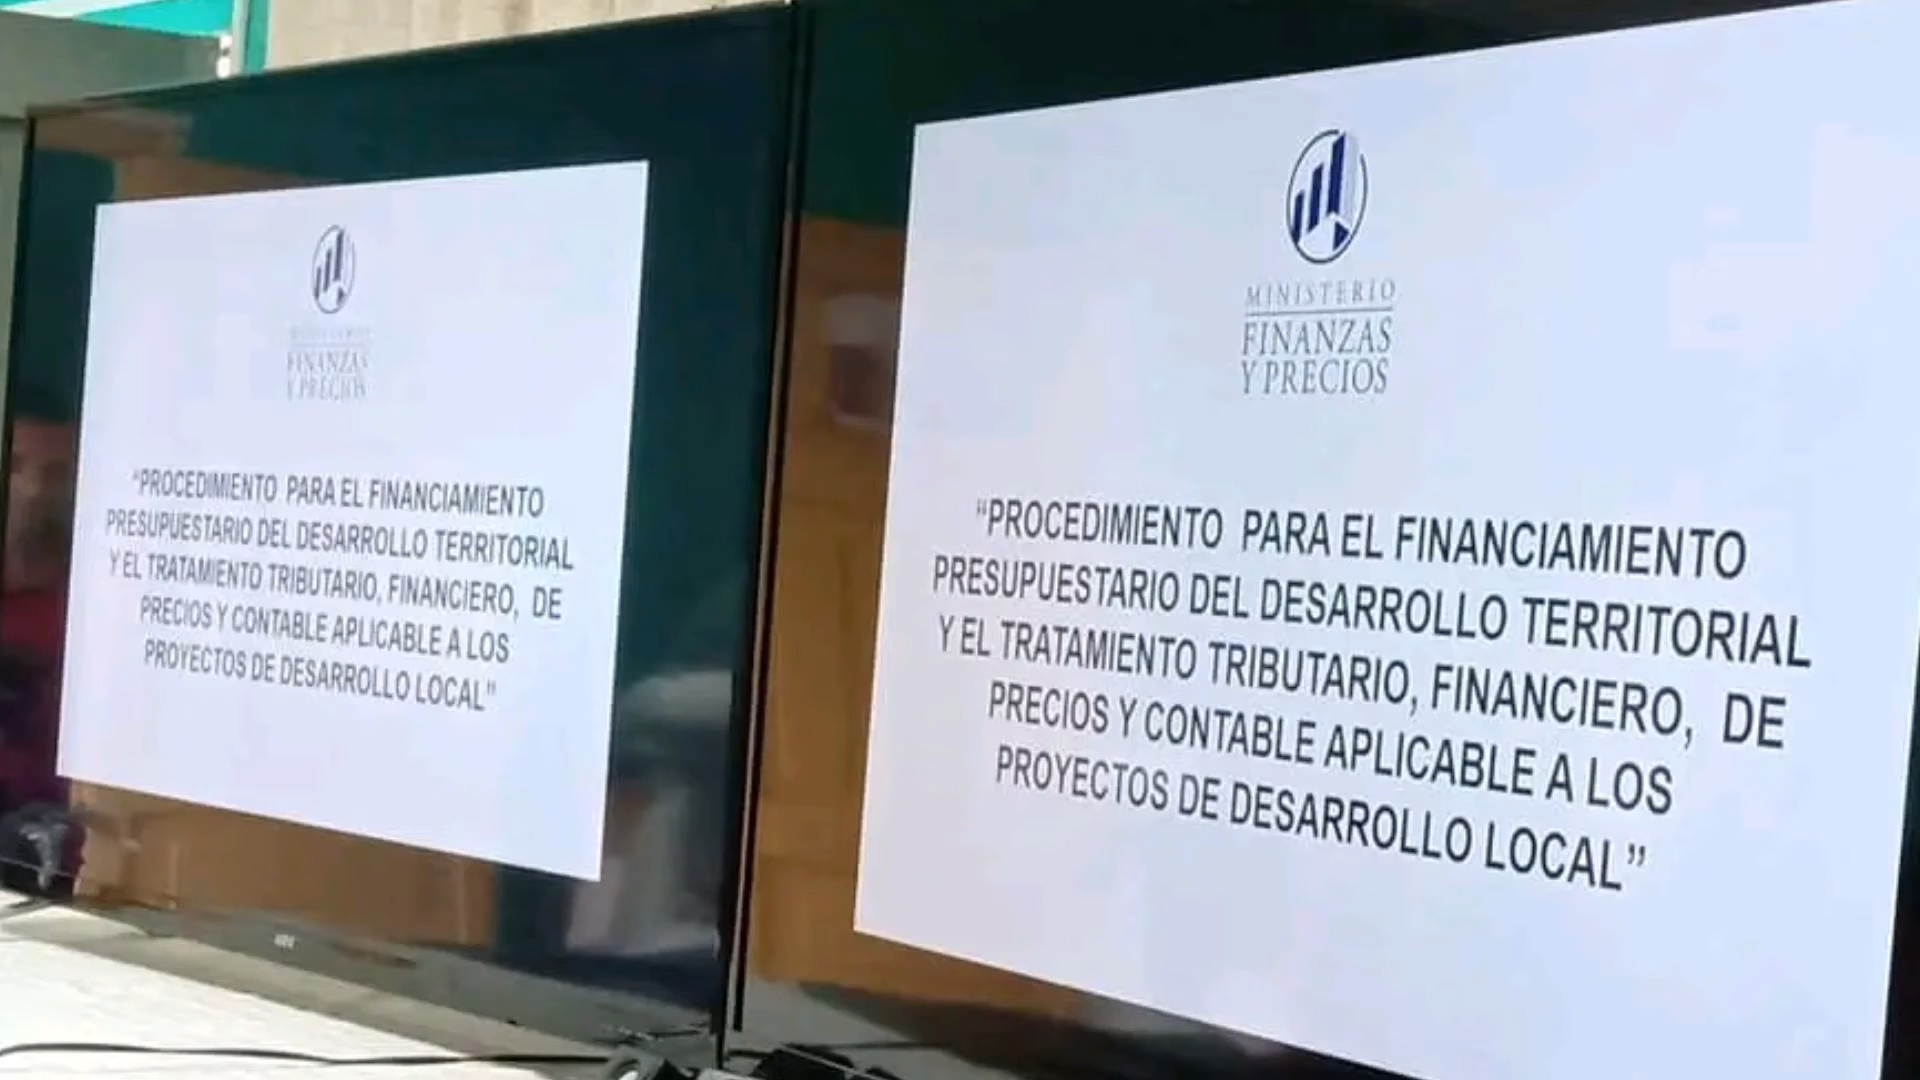 FINANZAS
Y PRECIOS
“PROCEDIMIENTO PARA EL FINANCIAMIENTO
PRESUPUESTARIO DEL DESARROLLO TERRITORIAL
Y EL TRATAMIENTO TRIBUTARIO, FINANCIERO, DE
PRECIOS Y CONTABLE APLICABLE A LOS
PROYECTOS DE DESARROLLO LOCAL”
MINISTERIO
FINANZAS
Y PRECIOS
“PROCEDIMIENTO PARA EL FINANCIAMIENTO
PRESUPUESTARIO DEL DESARROLLO TERRITORIAL
Y EL TRATAMIENTO TRIBUTARIO, FINANCIERO, DE
PRECIOS Y CONTABLE APLICABLE A LOS
PROYECTOS DE DESARROLLO LOCAL”